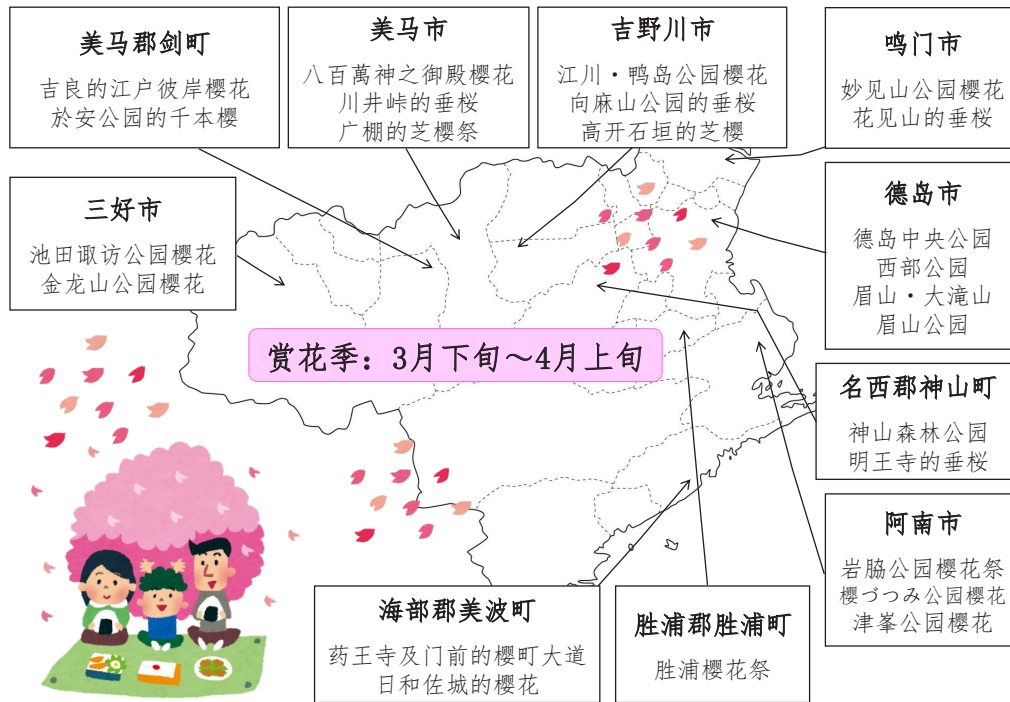 美马郡剑町
吉良的江户彼岸樱花
於安公园的千本樱
美马市
八百萬神之御殿樱花
川井峠的垂桜
广棚的芝樱祭
吉野川市
江川・鸭岛公园樱花
向麻山公园的垂桜
高开石垣的芝樱
鸣门市
妙见山公园樱花
花见山的垂桜
三好市
池田诹访公园樱花
金龙山公园樱花
德岛市
德岛中央公园
西部公园
眉山・大滝山
眉山公园
赏花季：3月下旬～4月上旬
名西郡神山町
神山森林公园
明王寺的垂桜
阿南市
岩脇公园樱花祭
櫻づつみ公园樱花
津峯公园樱花
海部郡美波町
药王寺及门前的樱町大道
日和佐城的樱花
胜浦郡胜浦町
胜浦樱花祭